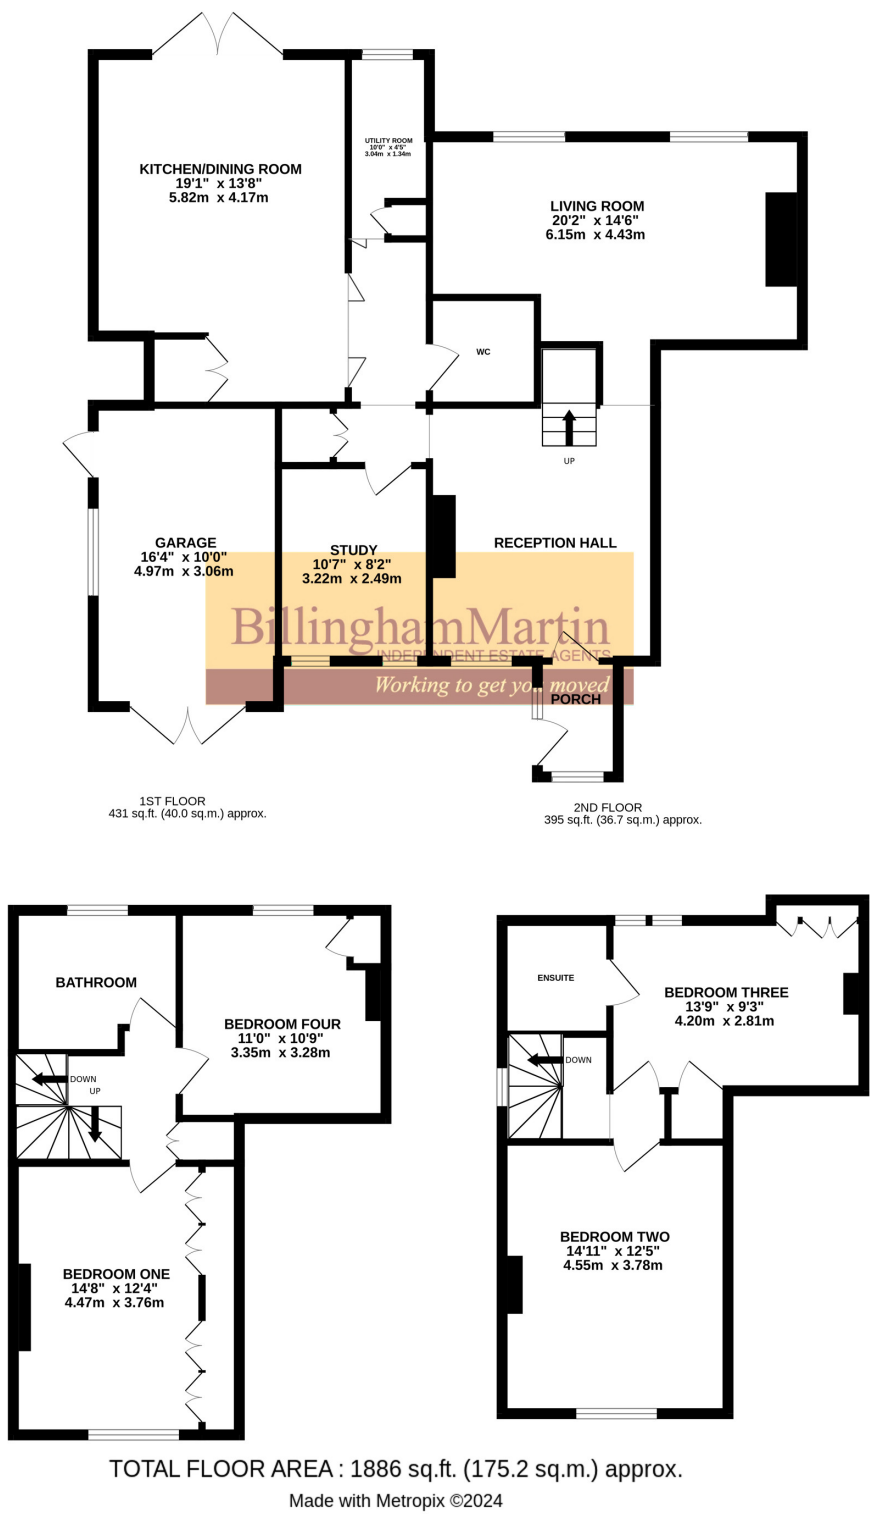 UTILITY ROOM
10'0" x 4'5"
3.04m x 1.34m
KITCHEN/DINING ROOM
19'1" x 13'8"
5.82m x 4.17m
LIVING ROOM
20'2" x 14'6"
6.15m x 4.43m
WC
UP
GARAGE
16'4" x 10'0"
4.97m x 3.06m
STUDY
10'7" x 8'2"
3.22m x 2.49m
RECEPTION HALL
BillinghamMartin
INDEPENDENT ESTATE AGENTS
Working to get you moved
PORCH
1ST FLOOR
431 sq.ft. (40.0 sq.m.) approx.
2ND FLOOR
395 sq.ft. (36.7 sq.m.) approx.
BATHROOM
BEDROOM FOUR
11'0" x 10'9"
3.35m x 3.28m
DOWN
UP
BEDROOM ONE
14'8" x 12'4"
4.47m x 3.76m
ENSUITE
BEDROOM THREE
13'9" x 9'3"
4.20m x 2.81m
DOWN
BEDROOM TWO
14'11" x 12'5"
4.55m x 3.78m
TOTAL FLOOR AREA : 1886 sq.ft. (175.2 sq.m.) approx.
Made with Metropix ©2024